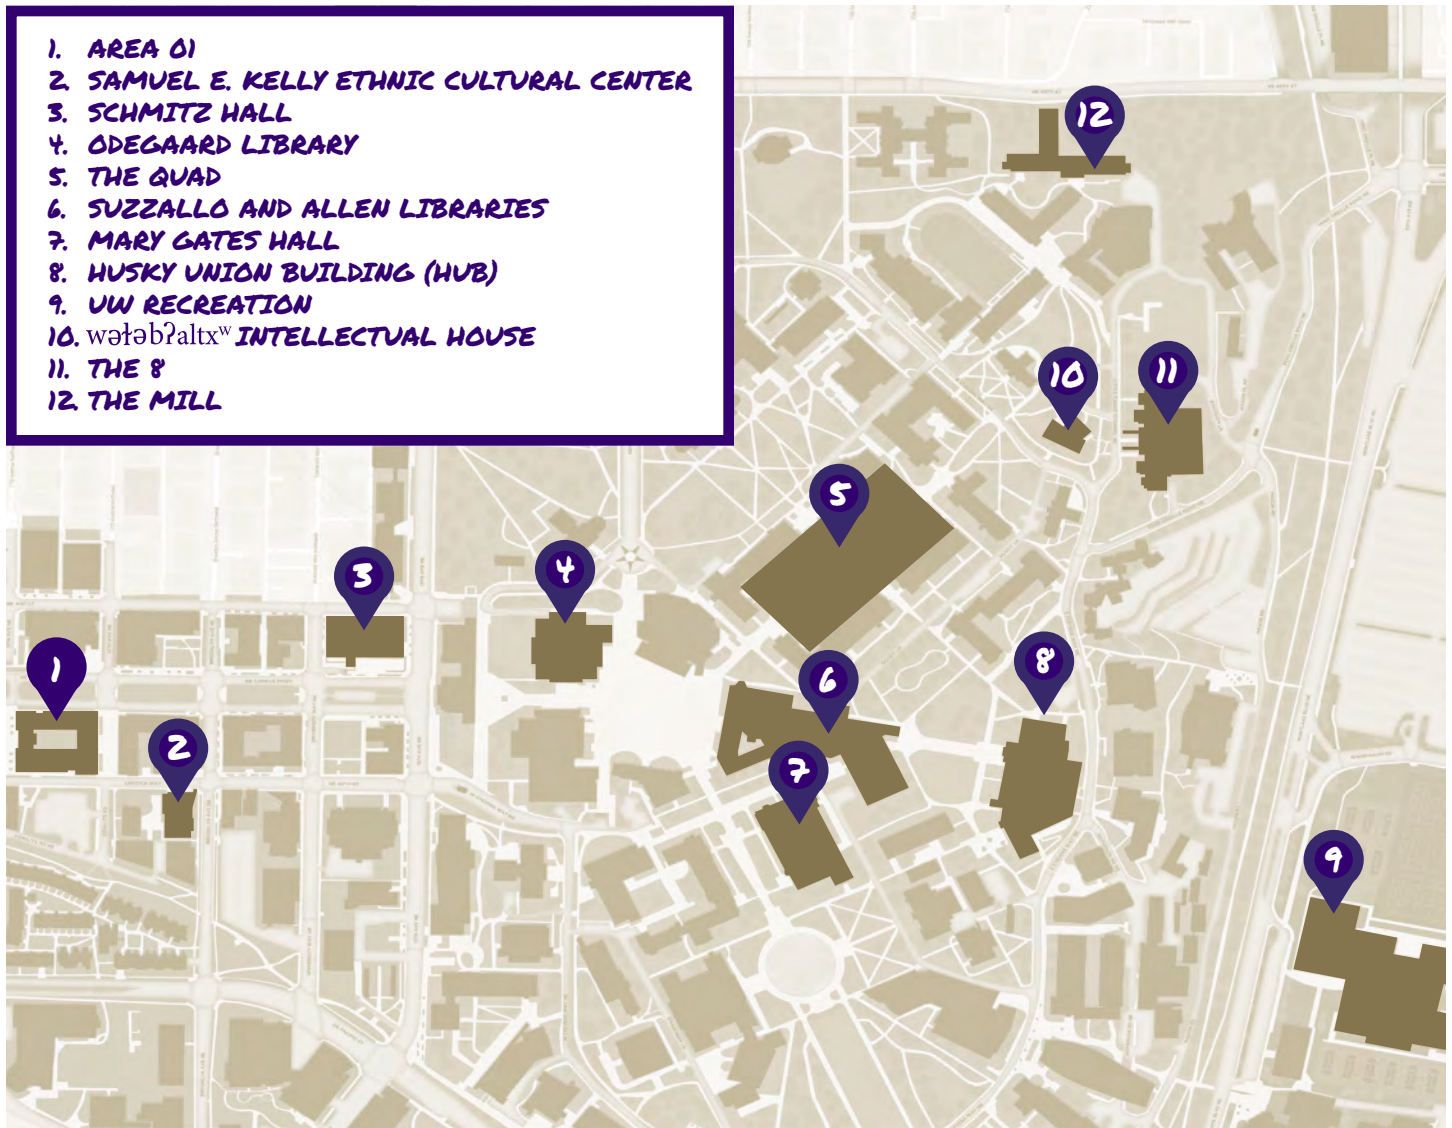 1. AREA 01
2. SAMUEL E. KELLY ETHNIC CULTURAL CENTER
3. SCHMITZ HALL
4. ODEGAARD LIBRARY
5. THE QUAD
6. SUZZALLO AND ALLEN LIBRARIES
7. MARY GATES HALL
8. HUSKY UNION BUILDING (HUB)
9. UW RECREATION
10. wəɫəbʔaltxʷ INTELLECTUAL HOUSE
11. THE 8
12. THE MILL
12
11
10
5
4
3
8
1
6
2
7
9